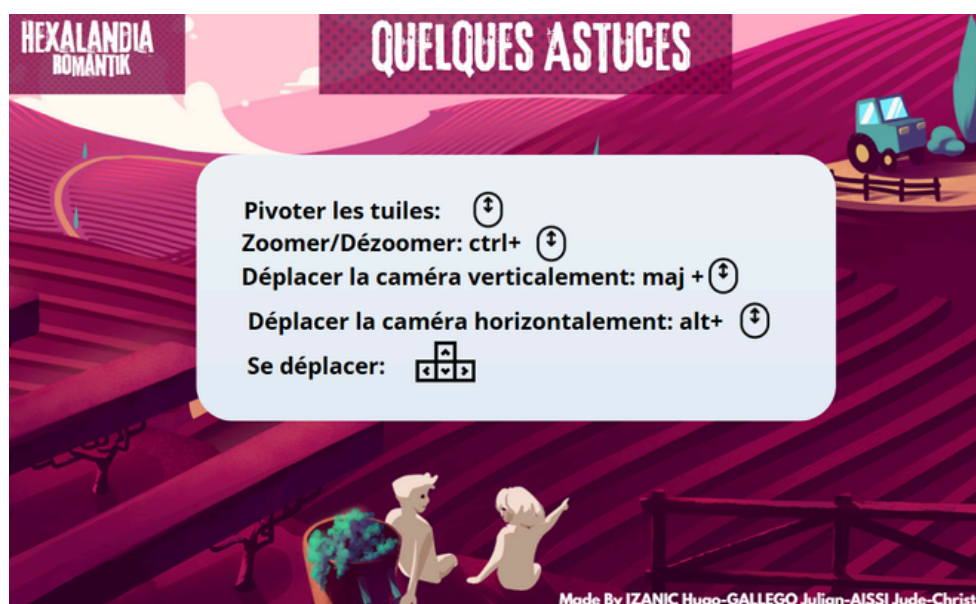 HEXALANDIA
ROMANTIK
QUELQUES ASTUCES
Pivoter les tuiles:
Zoomer/Dézoomer: ctrl+
Déplacer la caméra verticalement: maj +
Déplacer la caméra horizontalement: alt+
Se déplacer:
Made By IZANIC Hugo-GALLEGO Julian-AISSI Jude-Christ